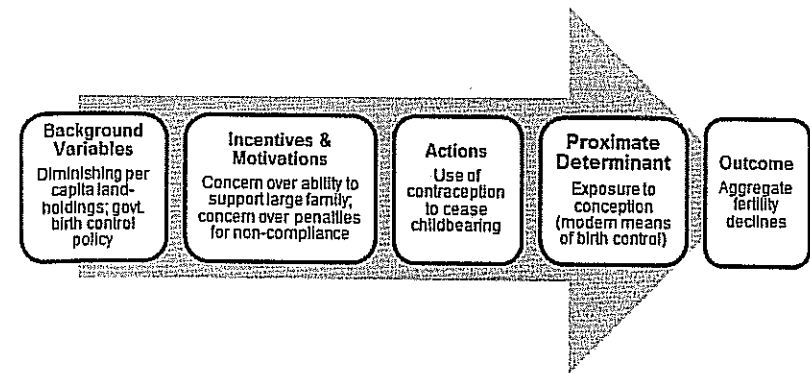 Background
Variables
Diminishing per
capita land-
holdings; govt.
birth control
policy
Incentives &
Motivations
Concern over ability to
support large family;
concern over penalties
for non-compliance
Actions
Use of
contraception
to cease
childbearing
Proximate
Determinant
Exposure to
conception
(modern means
of birth control)
Outcome
Aggregate
fertility
declines